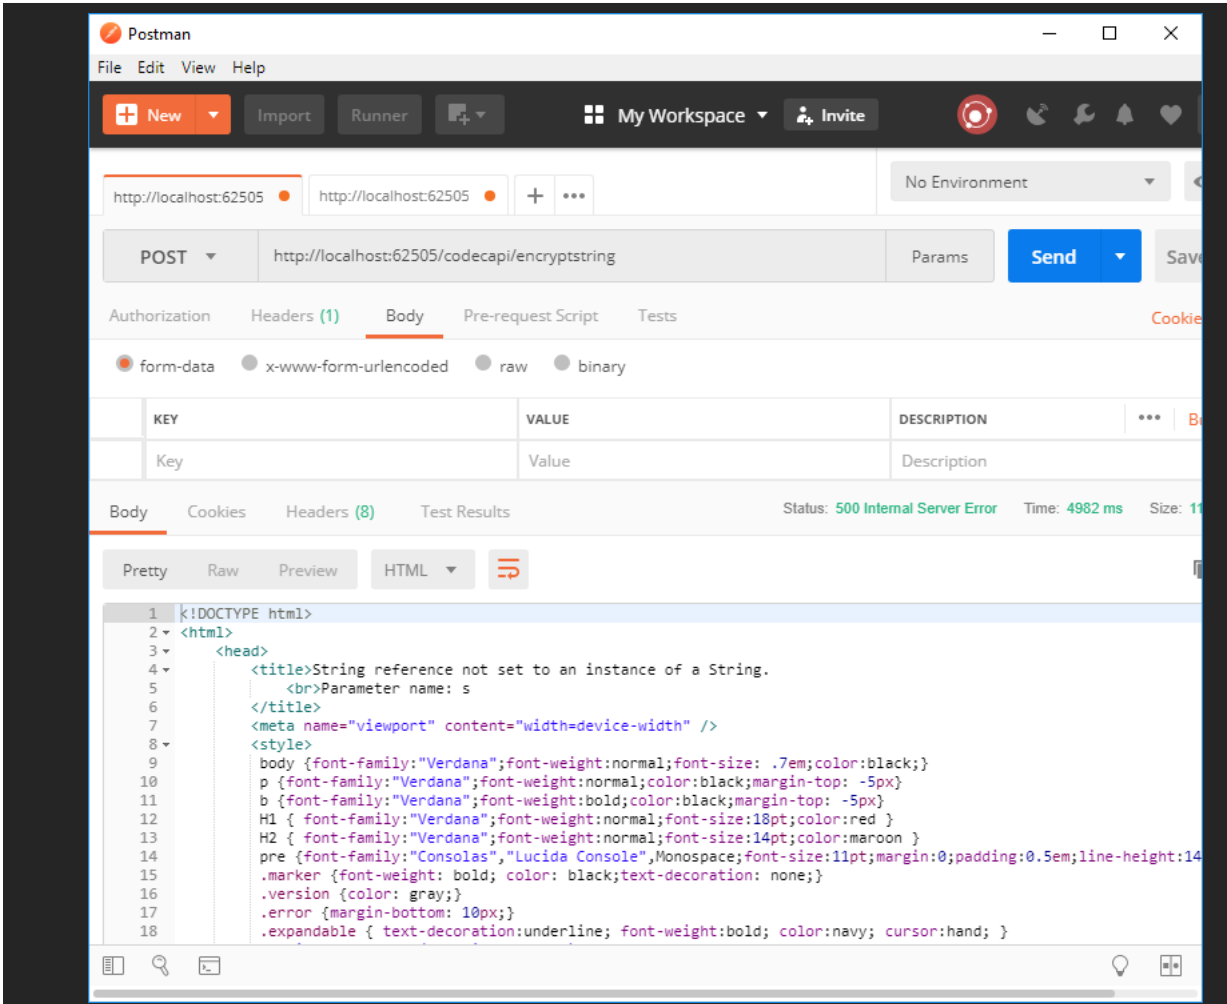 Postman
File Edit View Help
New Import Runner My Workspace Invite
http://localhost:62505 http://localhost:62505 + ••• No Environment
POST http://localhost:62505/codecapi/encryptstring Params Send Save
Authorization Headers (1) Body Pre-request Script Tests Cookie
form-data x-www-form-urlencoded raw binary
KEY VALUE DESCRIPTION •••
Key Value Description
Body Cookies Headers (8) Test Results Status: 500 Internal Server Error Time: 4982 ms Size: 11
Pretty Raw Preview HTML
1 <!DOCTYPE html>
2 <html>
3 <head>
4 <title>String reference not set to an instance of a String.
5 <br>Parameter name: s
6 </title>
7 <meta name="viewport" content="width=device-width" />
8 <style>
9 body {font-family:"Verdana";font-weight:normal;font-size: .7em;color:black;}
10 p {font-family:"Verdana";font-weight:normal;color:black;margin-top: -5px}
11 b {font-family:"Verdana";font-weight:bold;color:black;margin-top: -5px}
12 H1 { font-family:"Verdana";font-weight:normal;font-size:18pt;color:red }
13 H2 { font-family:"Verdana";font-weight:normal;font-size:14pt;color:maroon }
14 pre {font-family:"Consolas","Lucida Console",Monospace;font-size:11pt;margin:0;padding:0.5em;line-height:14
15 .marker {font-weight: bold; color: black;text-decoration: none;}
16 .version {color: gray;}
17 .error {margin-bottom: 10px;}
18 .expandable { text-decoration:underline; font-weight:bold; color:navy; cursor:hand; }